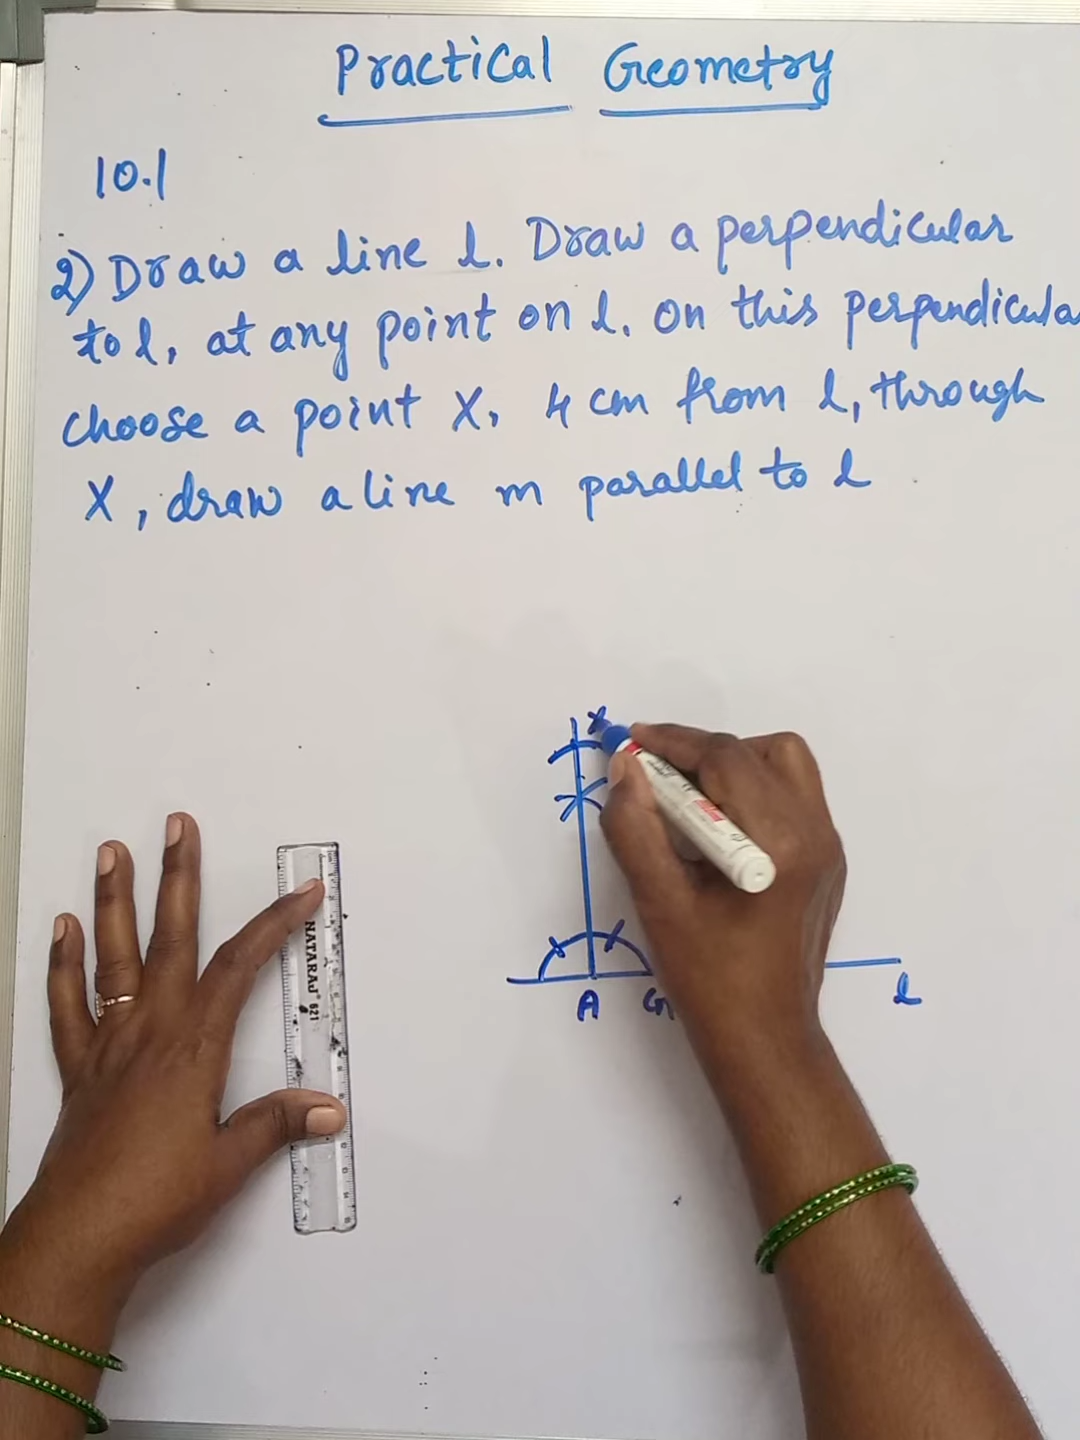 Practical Geometry
10.1
2) Draw a line l. Draw a perpendicular
to l, at any point on l. on this perpendicula
choose a point X, 4 cm from l, through
X, draw a line m parallel to l
X
A
G
l
NATARAJ® 621